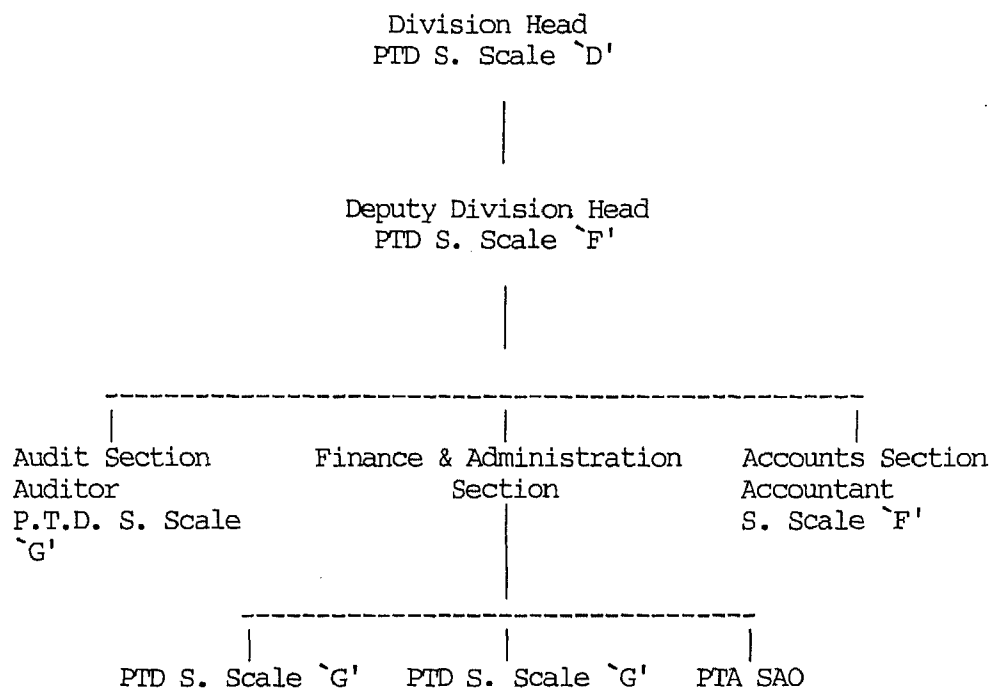 Division Head
PTD S. Scale `D'
Deputy Division Head
PTD S. Scale `F'
Audit Section
Auditor
P.T.D. S. Scale
`G'
Finance & Administration
Section
Accounts Section
Accountant
S. Scale `F'
PTD S. Scale `G' PTD S. Scale `G' PTA SAO